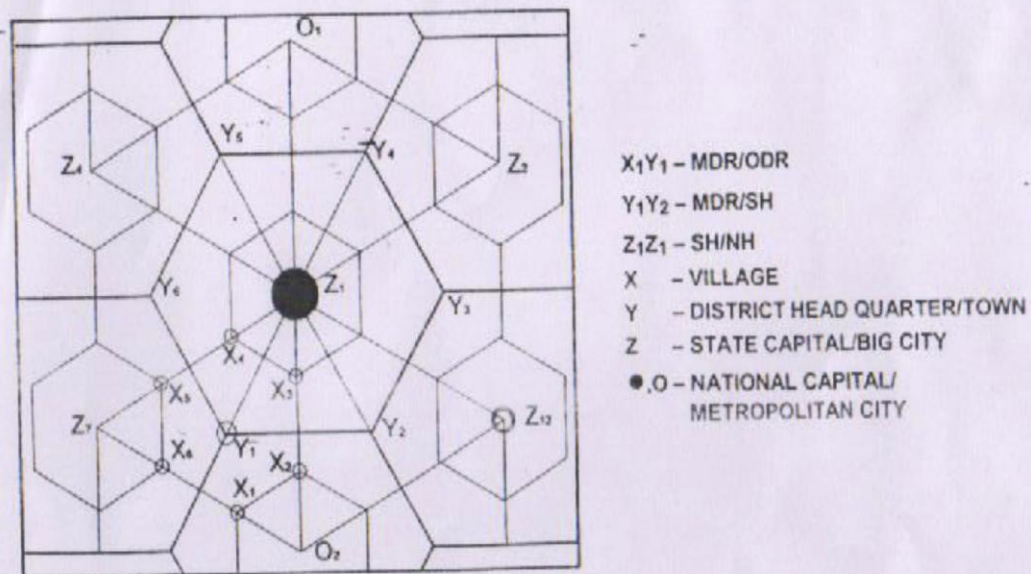 O₁
Y₅
Y₄
Z₄
Z₂
Z₁
Y₆
Y₃
X₄
X₃
X₅
Z₇
Y₁
Y₂
Z₁₂
X₆
X₂
X₁
O₂
X₁Y₁ – MDR/ODR
Y₁Y₂ – MDR/SH
Z₁Z₁ – SH/NH
X – VILLAGE
Y – DISTRICT HEAD QUARTER/TOWN
Z – STATE CAPITAL/BIG CITY
●,O – NATIONAL CAPITAL/
METROPOLITAN CITY